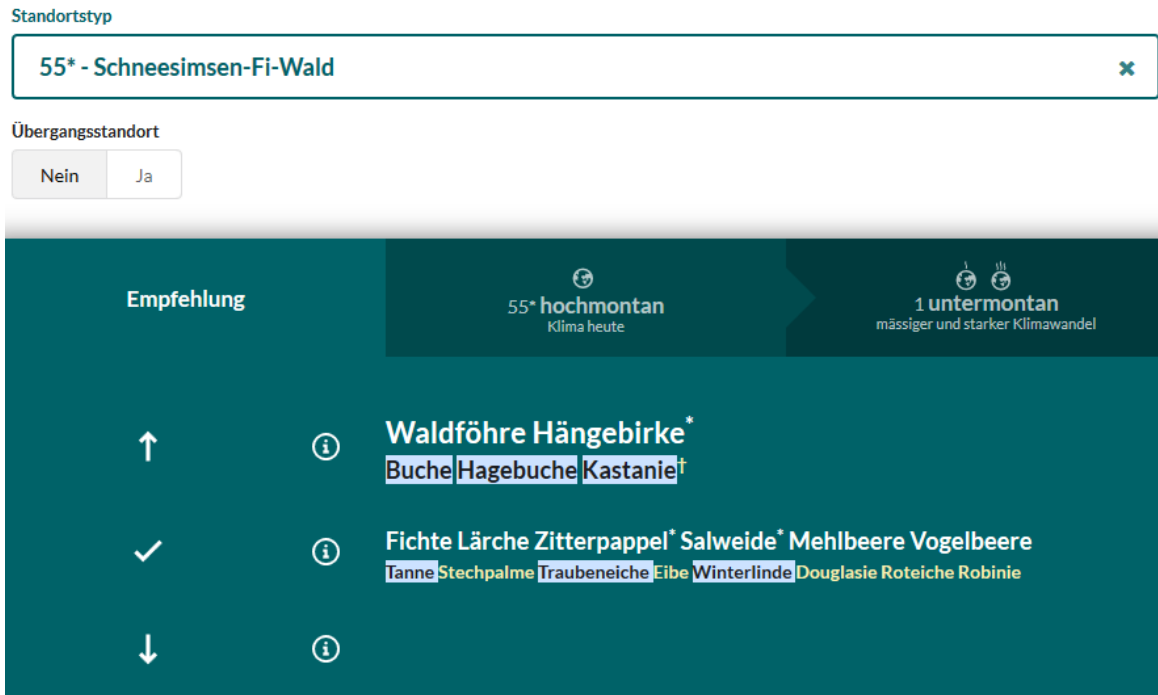 Standortstyp
55* - Schneesimsen-Fi-Wald
Übergangsstandort
Nein Ja
Empfehlung
55* hochmontan
Klima heute
1 untermontan
mässiger und starker Klimawandel
Waldföhre Hängebirke*
Buche Hagebuche Kastanie†
Fichte Lärche Zitterpappel* Salweide* Mehlbeere Vogelbeere
Tanne Stechpalme Traubeneiche Eibe Winterlinde Douglasie Roteiche Robinie